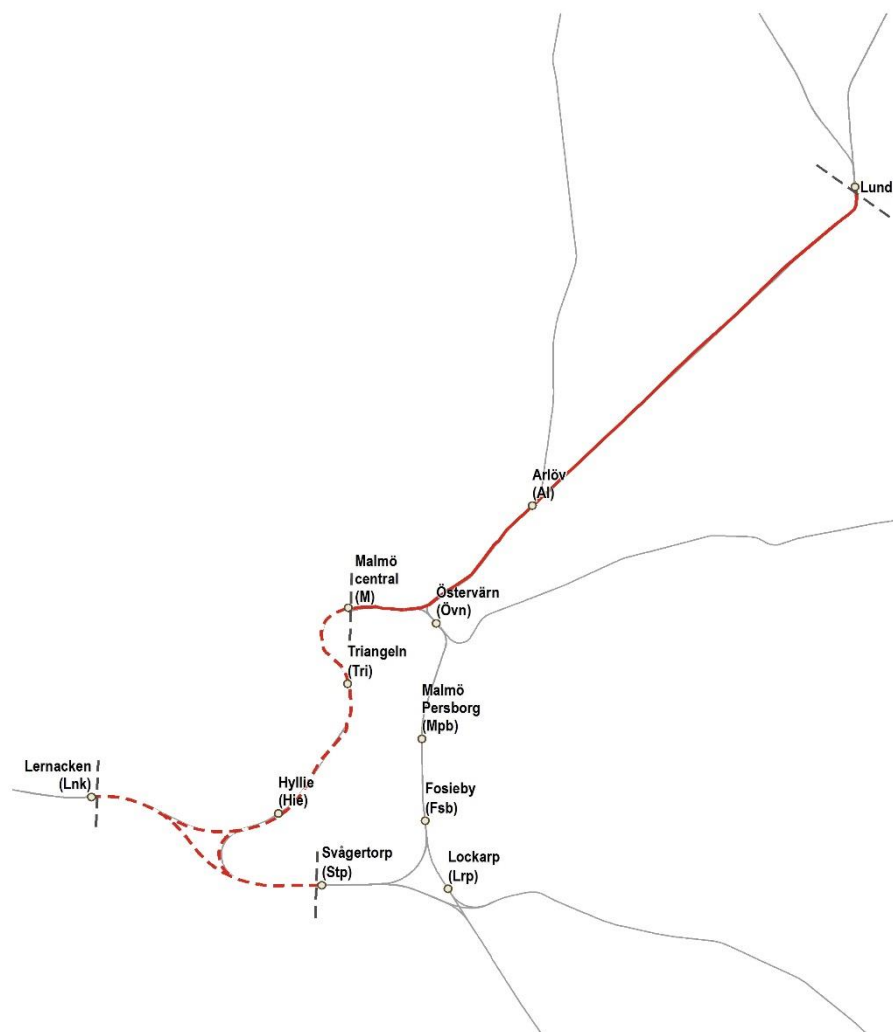 Lund
Arlöv
(Al)
Malmö
central
(M)
Östervärn
(Övn)
Triangeln
(Tri)
Malmö
Persborg
(Mpb)
Lernacken
(Lnk)
Hyllie
(Hie)
Fosieby
(Fsb)
Svågertorp
(Stp)
Lockarp
(Lrp)